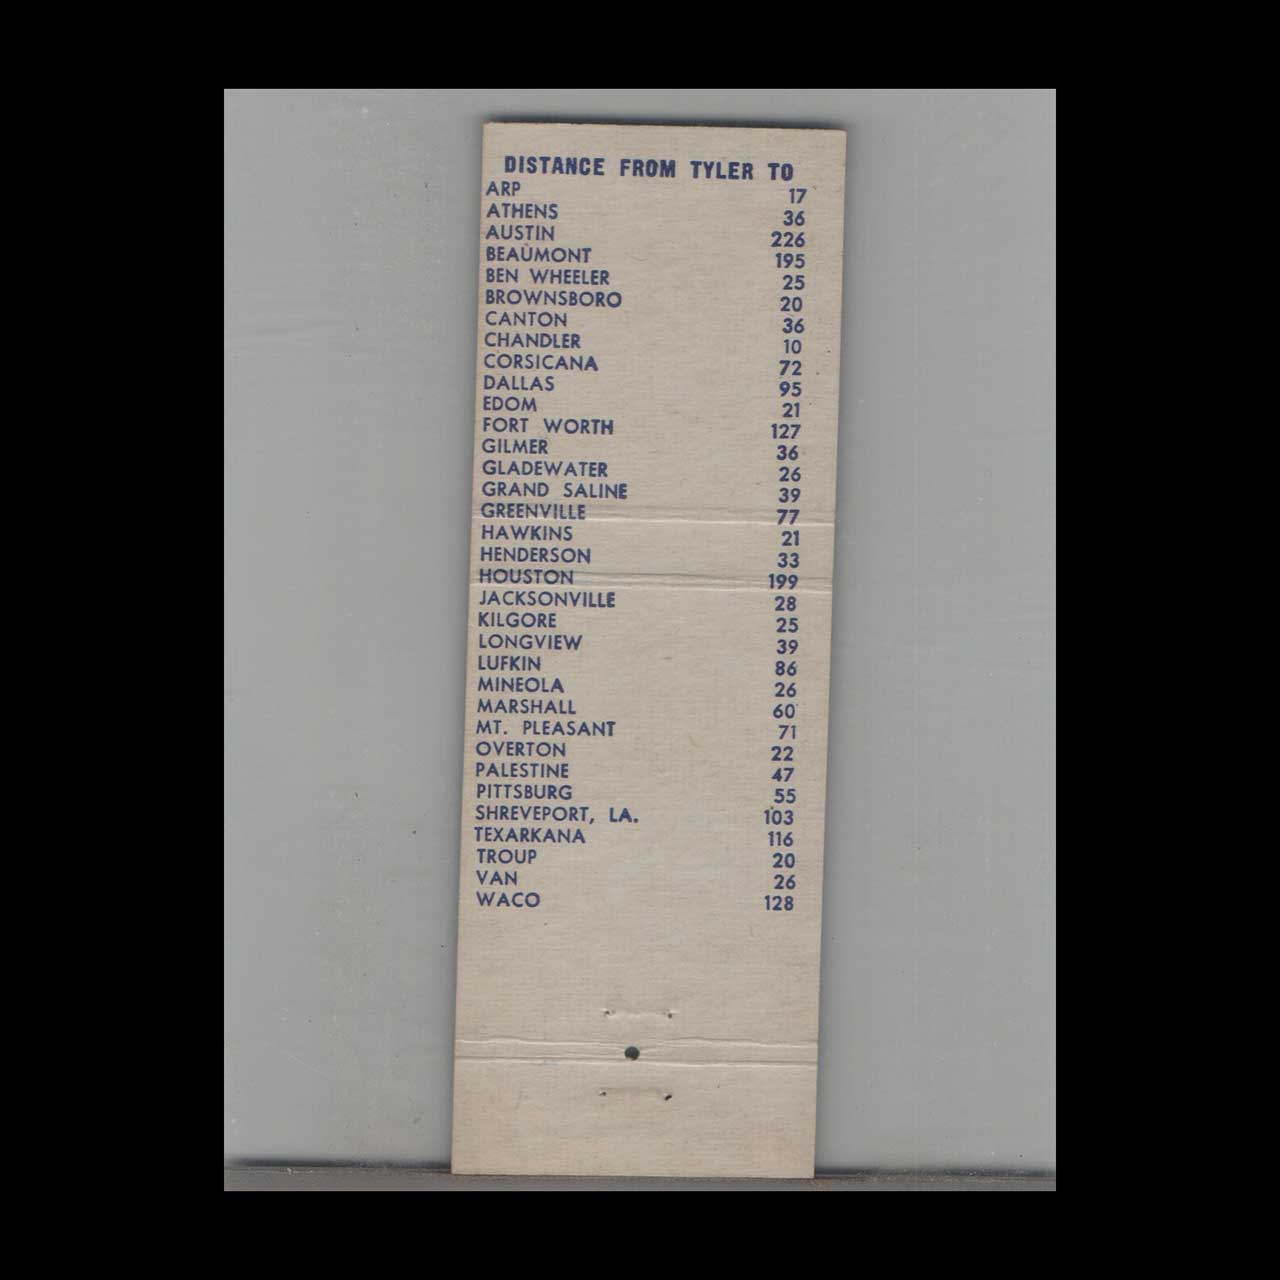 DISTANCE FROM TYLER TO
ARP 17
ATHENS 36
AUSTIN 226
BEAUMONT 195
BEN WHEELER 25
BROWNSBORO 20
CANTON 36
CHANDLER 10
CORSICANA 72
DALLAS 95
EDOM 21
FORT WORTH 127
GILMER 36
GLADEWATER 26
GRAND SALINE 39
GREENVILLE 77
HAWKINS 21
HENDERSON 33
HOUSTON 199
JACKSONVILLE 28
KILGORE 25
LONGVIEW 39
LUFKIN 86
MINEOLA 26
MARSHALL 60
MT. PLEASANT 71
OVERTON 22
PALESTINE 47
PITTSBURG 55
SHREVEPORT, LA. 103
TEXARKANA 116
TROUP 20
VAN 26
WACO 128